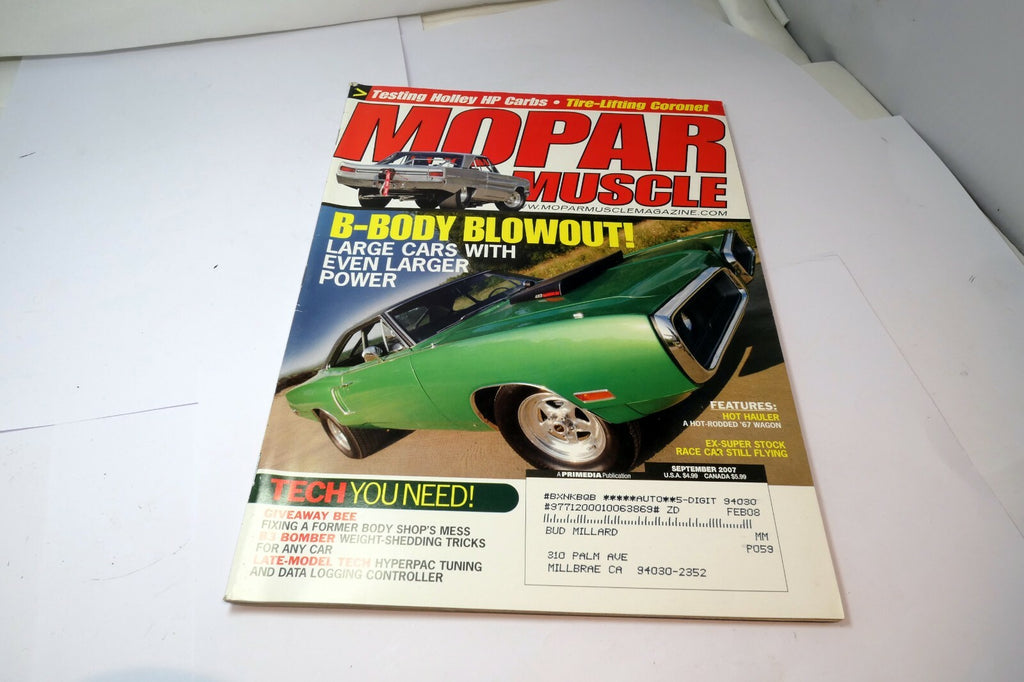 Testing Holley HP Carbs • Tire-Lifting Coronet
MOPAR
MUSCLE
WWW.MOPARMUSCLEMAGAZINE.COM
B-BODY BLOWOUT!
LARGE CARS WITH
EVEN LARGER
POWER
FEATURES:
HOT HAULER
A HOT-RODDED '67 WAGON
EX-SUPER STOCK
RACE CAR STILL FLYING
A PRIMEDIA Publication
SEPTEMBER 2007
U.S.A. $4.99 CANADA $5.99
TECH YOU NEED!
GIVEAWAY BEE
FIXING A FORMER BODY SHOP'S MESS
B3 BOMBER WEIGHT-SHEDDING TRICKS
FOR ANY CAR
LATE-MODEL TECH HYPERPAC TUNING
AND DATA LOGGING CONTROLLER
#BXNKBQB *****AUTO**5-DIGIT 94030
#9771200010063869# ZD FEB08
BUD MILLARD MM
P059
310 PALM AVE
MILLBRAE CA 94030-2352